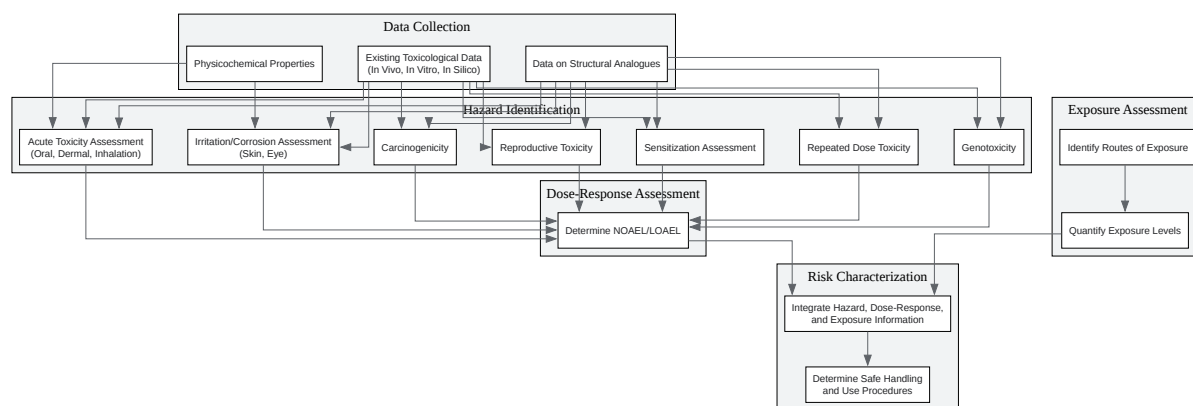 Data Collection
Physicochemical Properties
Existing Toxicological Data
(In Vivo, In Vitro, In Silico)
Data on Structural Analogues
Hazard Identification
Acute Toxicity Assessment
(Oral, Dermal, Inhalation)
Irritation/Corrosion Assessment
(Skin, Eye)
Carcinogenicity
Reproductive Toxicity
Sensitization Assessment
Repeated Dose Toxicity
Genotoxicity
Exposure Assessment
Identify Routes of Exposure
Quantify Exposure Levels
Dose-Response Assessment
Determine NOAEL/LOAEL
Risk Characterization
Integrate Hazard, Dose-Response,
and Exposure Information
Determine Safe Handling
and Use Procedures